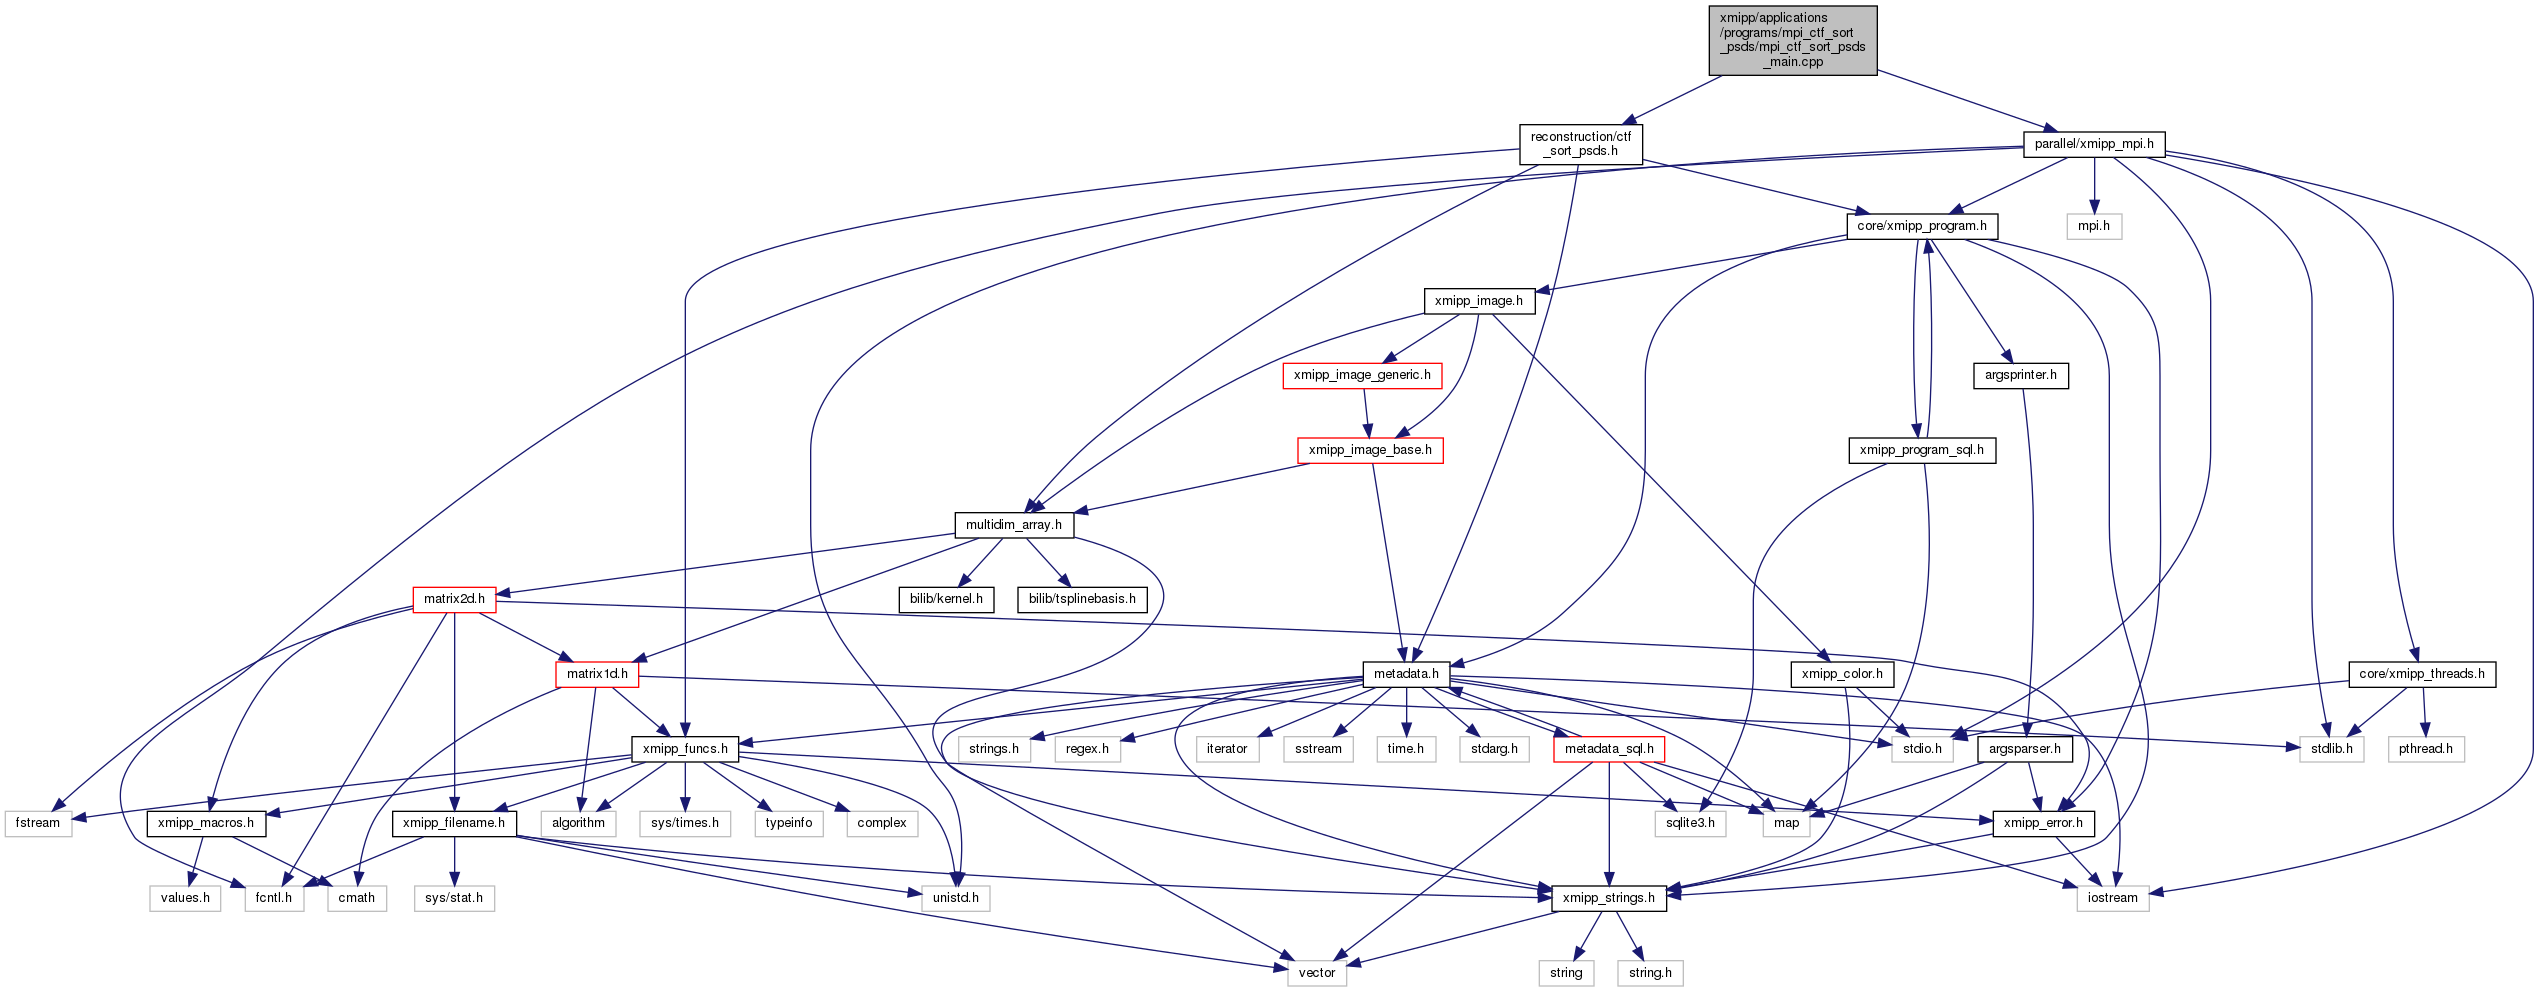 xmipp/applications
/programs/mpi_ctf_sort
_psds/mpi_ctf_sort_psds
_main.cpp
reconstruction/ctf
_sort_psds.h
parallel/xmipp_mpi.h
core/xmipp_program.h
mpi.h
xmipp_image.h
xmipp_image_generic.h
argsprinter.h
xmipp_image_base.h
xmipp_program_sql.h
multidim_array.h
matrix2d.h
bilib/kernel.h
bilib/tsplinebasis.h
matrix1d.h
metadata.h
xmipp_color.h
core/xmipp_threads.h
xmipp_funcs.h
strings.h
regex.h
iterator
sstream
time.h
stdarg.h
metadata_sql.h
stdio.h
argsparser.h
stdlib.h
pthread.h
fstream
xmipp_macros.h
xmipp_filename.h
algorithm
sys/times.h
typeinfo
complex
sqlite3.h
map
xmipp_error.h
values.h
fcntl.h
cmath
sys/stat.h
unistd.h
xmipp_strings.h
iostream
vector
string
string.h